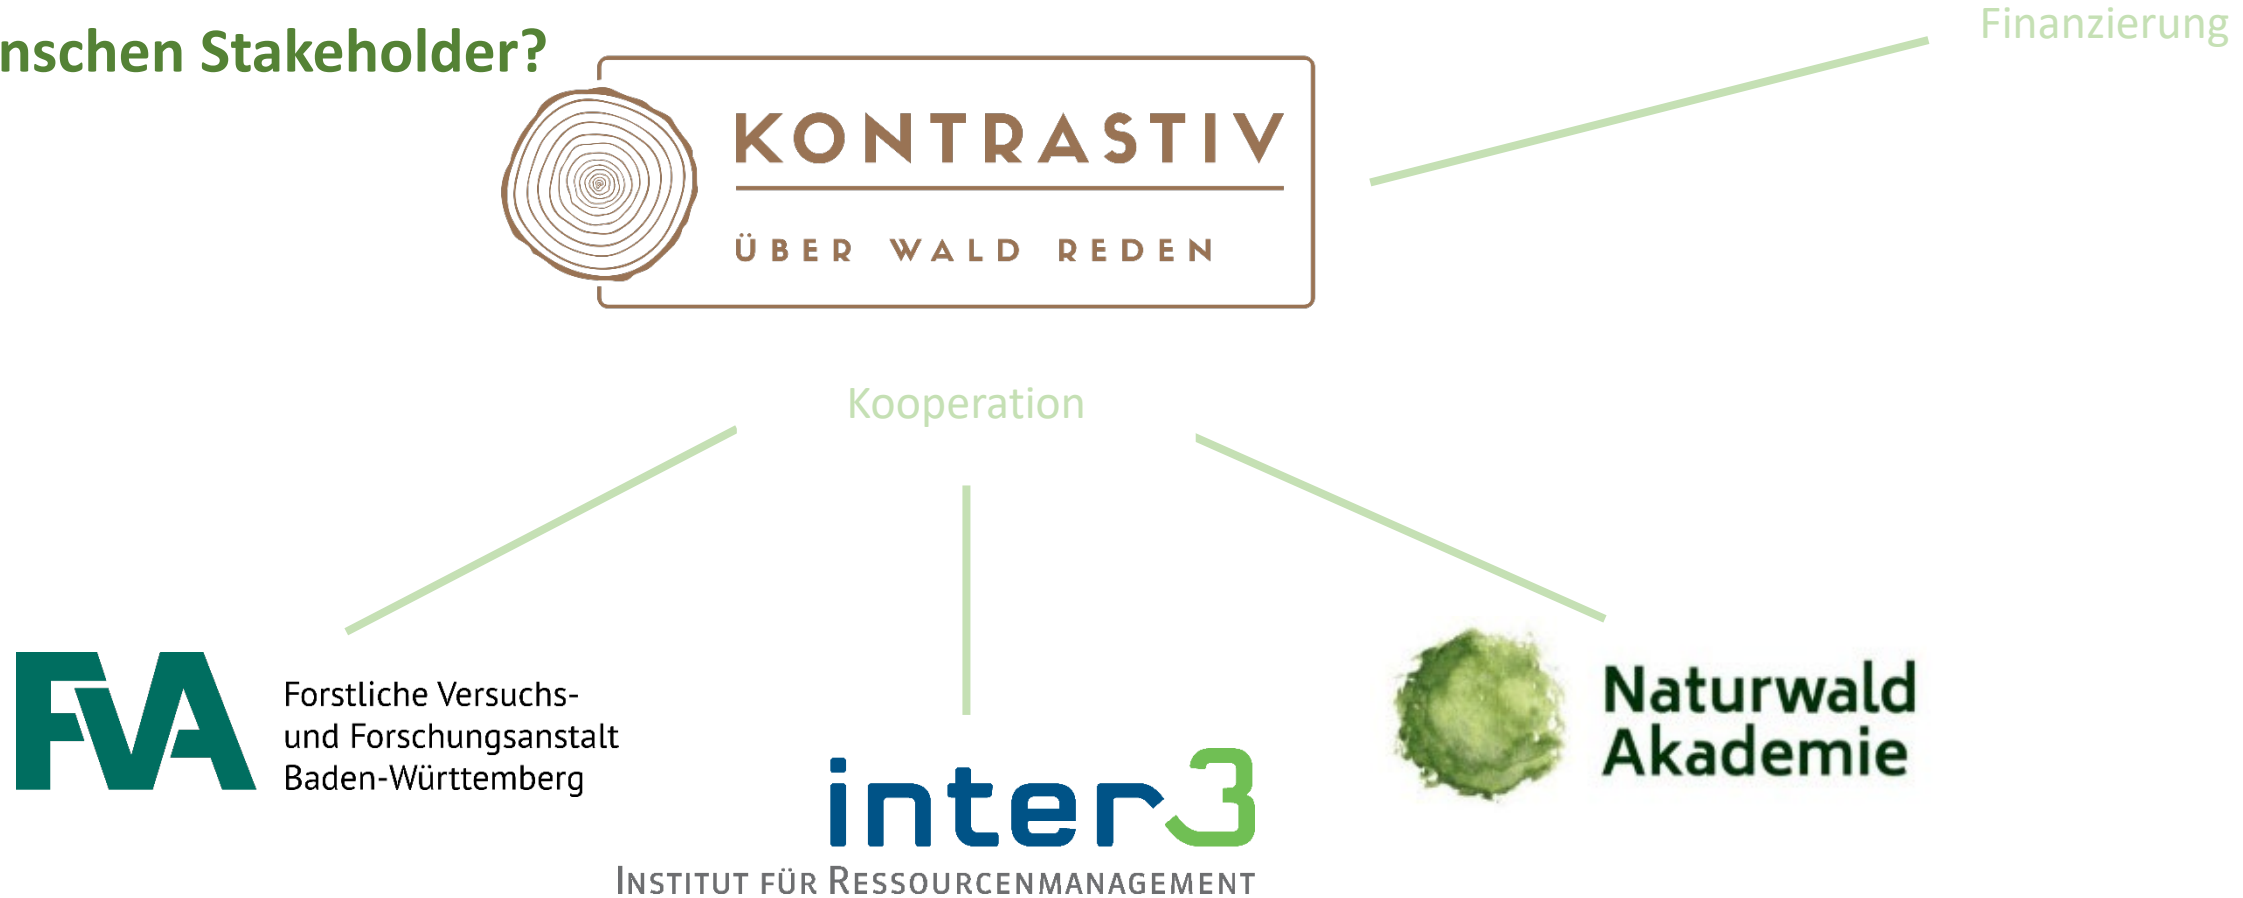 Finanzierung
nschen Stakeholder?
KONTRASTIV
ÜBER WALD REDEN
Kooperation
FVA
Forstliche Versuchs-
und Forschungsanstalt
Baden-Württemberg
inter3
INSTITUT FÜR RESSOURCENMANAGEMENT
Naturwald
Akademie